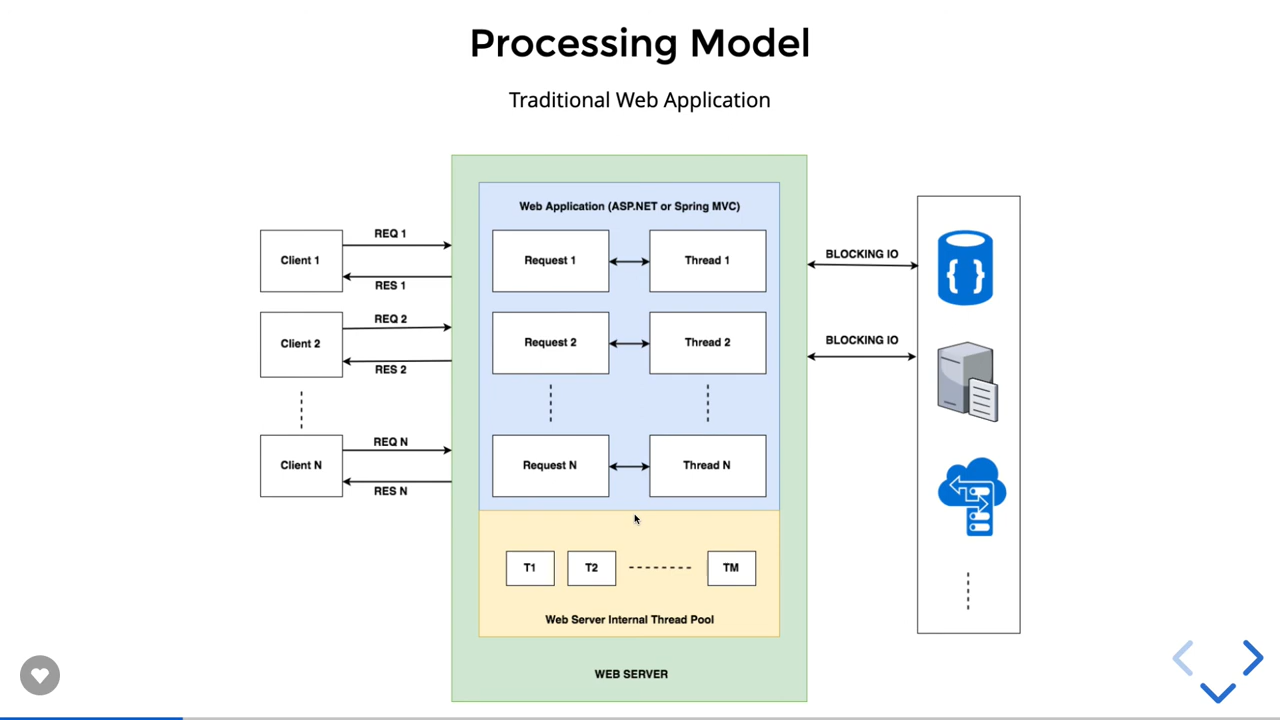 Processing Model
Traditional Web Application
Web Application (ASP.NET or Spring MVC)
Client 1
REQ 1
RES 1
Request 1
Thread 1
BLOCKING IO
{ }
Client 2
REQ 2
RES 2
Request 2
Thread 2
BLOCKING IO
Client N
REQ N
RES N
Request N
Thread N
T1
T2
TM
Web Server Internal Thread Pool
WEB SERVER